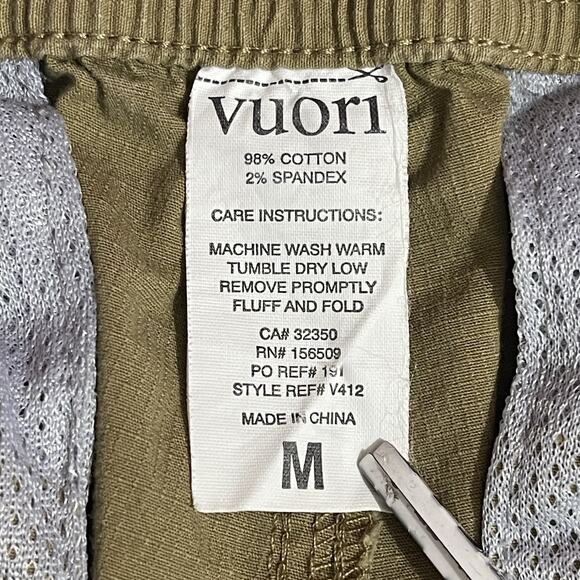 vuori
98% COTTON
2% SPANDEX
CARE INSTRUCTIONS:
MACHINE WASH WARM
TUMBLE DRY LOW
REMOVE PROMPTLY
FLUFF AND FOLD
CA# 32350
RN# 156509
PO REF# 191
STYLE REF# V412
MADE IN CHINA
M